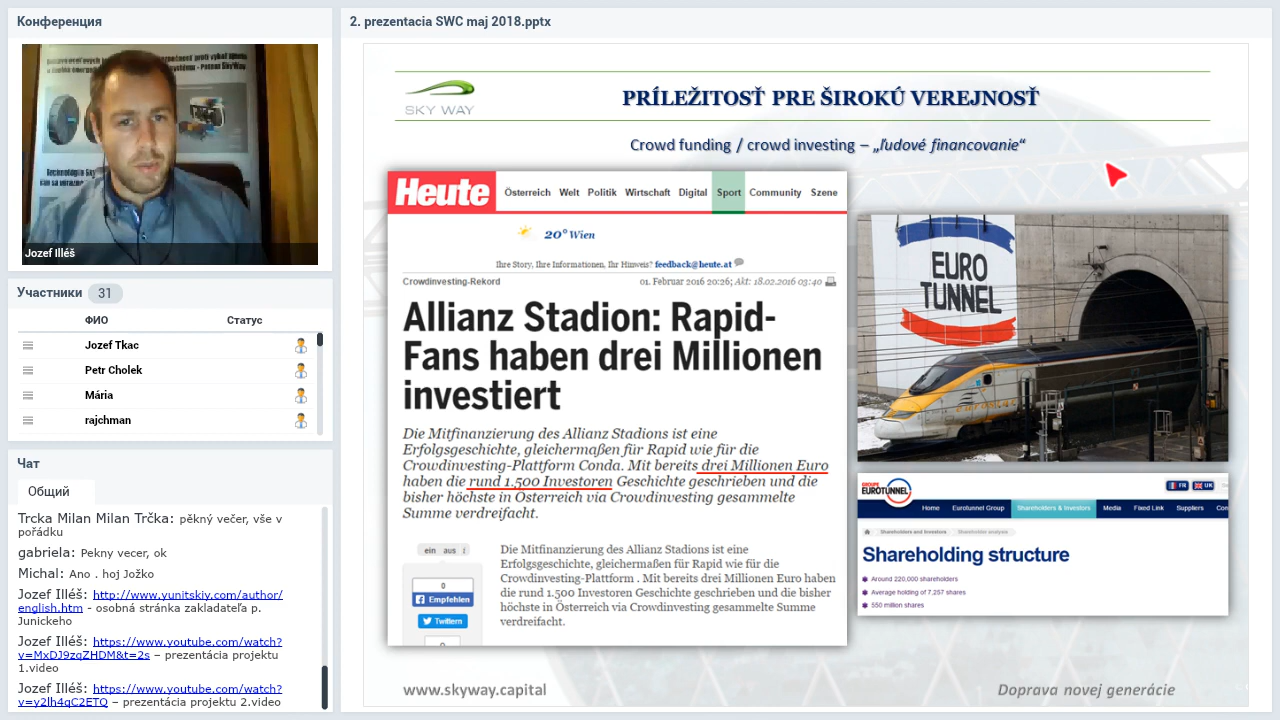 Конференция
Jozef Illéš
Участники 31
ФИО Статус
Jozef Tkac
Petr Cholek
Mária
rajchman
Чат
Общий
Trcka Milan Milan Trčka: pěkný večer, vše v
pořádku
gabriela: Pekny vecer, ok
Michal: Ano . hoj Jožko
Jozef Illéš: http://www.yunitskiy.com/author/
english.htm - osobná stránka zakladateľa p.
Junickeho
Jozef Illéš: https://www.youtube.com/watch?
v=MxDJ9zqZHDM&t=2s – prezentácia projektu
1.video
Jozef Illéš: https://www.youtube.com/watch?
v=y2lh4qC2ETQ – prezentácia projektu 2.video
2. prezentacia SWC maj 2018.pptx
SKY WAY
PRÍLEŽITOSŤ PRE ŠIROKÚ VEREJNOSŤ
Crowd funding / crowd investing – „ľudové financovanie“
Heute
Österreich Welt Politik Wirtschaft Digital Sport Community Szene
20° Wien
Ihre Story, Ihre Informationen, Ihr Hinweis? feedback@heute.at
Crowdinvesting-Rekord 01. Februar 2016 20:26; Akt: 18.02.2016 03:40
Allianz Stadion: Rapid-
Fans haben drei Millionen
investiert
Die Mitfinanzierung des Allianz Stadions ist eine
Erfolgsgeschichte, gleichermaßen für Rapid wie für die
Crowdinvesting-Plattform Conda. Mit bereits drei Millionen Euro
haben die rund 1.500 Investoren Geschichte geschrieben und die
bisher höchste in Österreich via Crowdinvesting gesammelte
Summe verdreifacht.
ein aus
0
Empfehlen
Twittern
0
Die Mitfinanzierung des Allianz Stadions ist eine
Erfolgsgeschichte, gleichermaßen für Rapid wie für die
Crowdinvesting-Plattform . Mit bereits drei Millionen Euro haben
die rund 1.500 Investoren Geschichte geschrieben und die bisher
höchste in Österreich via Crowdinvesting gesammelte Summe
verdreifacht.
EURO
TUNNEL
GROUPE
EUROTUNNEL
FR UK
Home Eurotunnel Group Shareholders & Investors Media Fixed Link Suppliers Con
Shareholders and Investors Shareholder analysis
Shareholding structure
Around 220,000 shareholders
Average holding of 7,257 shares
550 million shares
www.skyway.capital
Doprava novej generácie